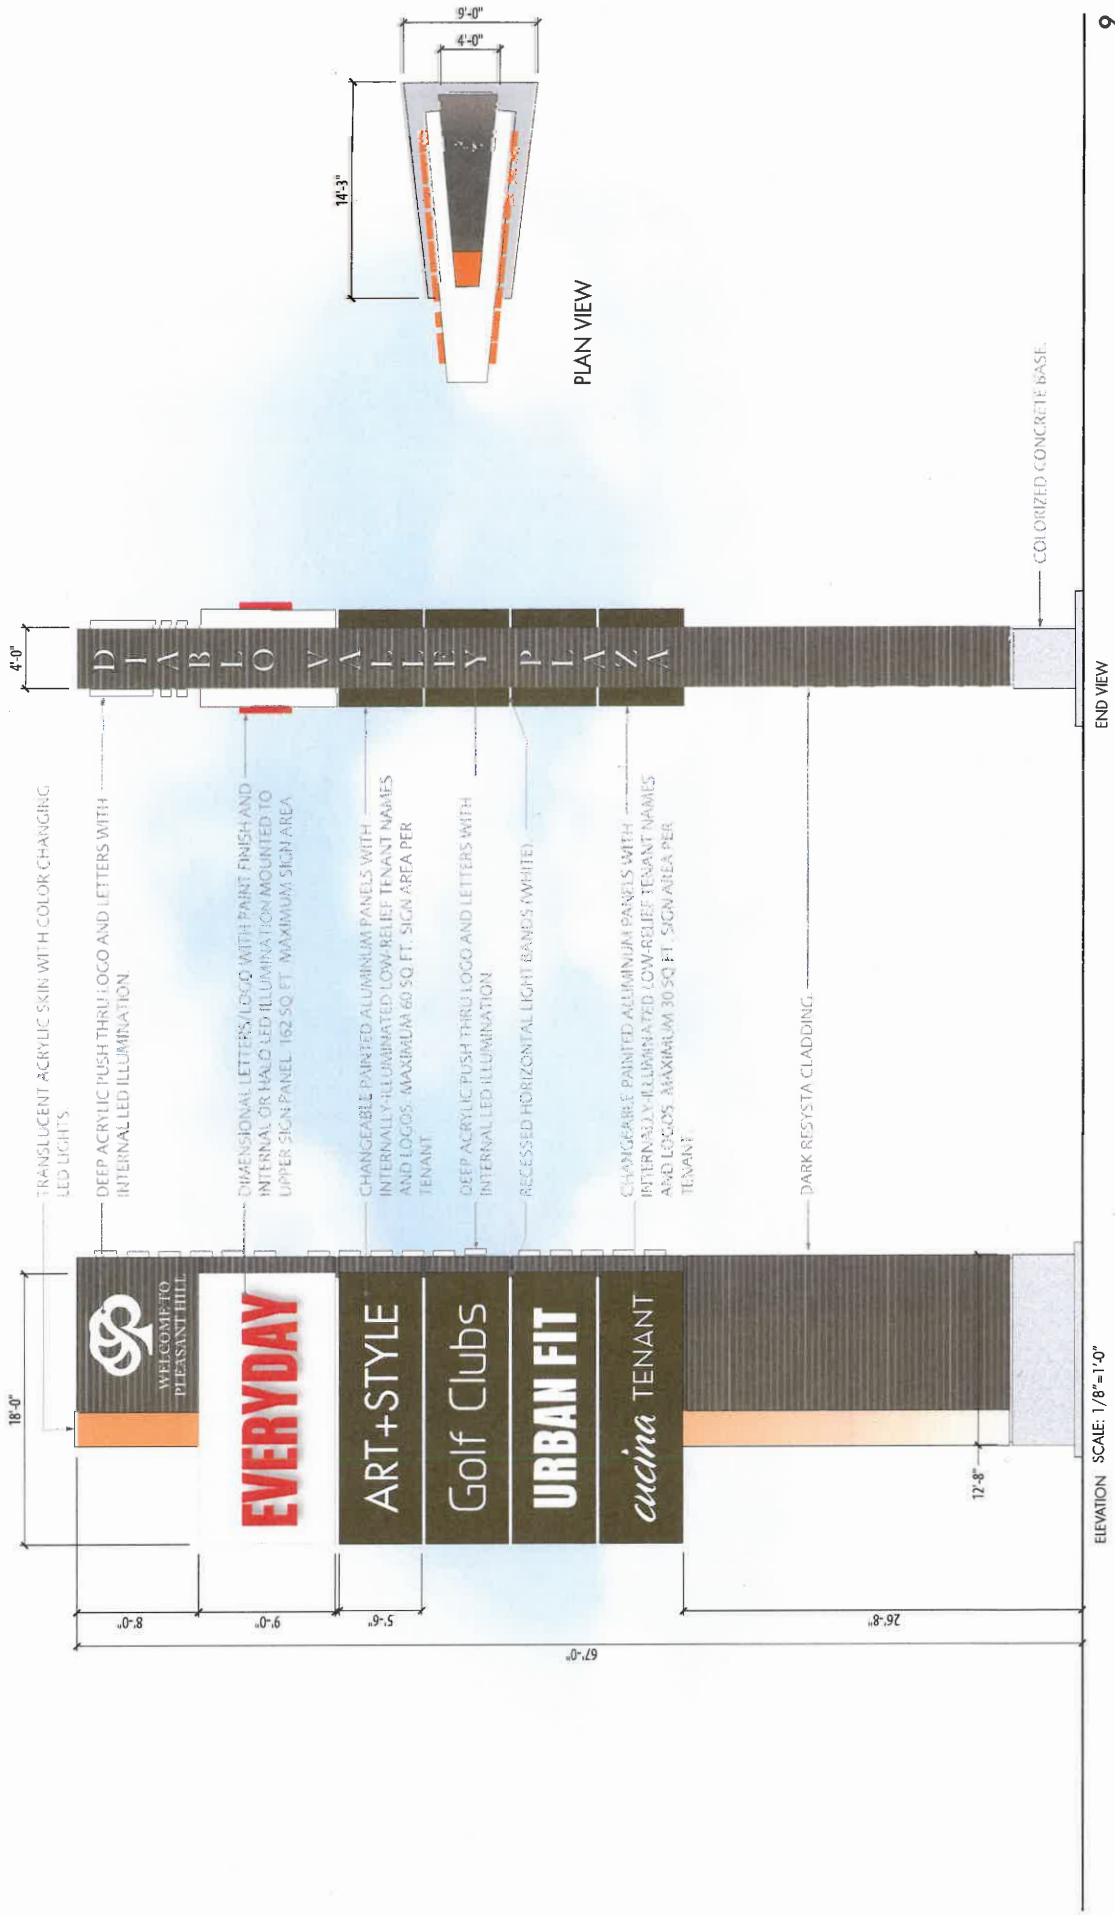 18'-0"
8'-0"
9'-0"
5'-6"
26'-8"
67'-0"
12'-8"
WELCOME TO
PLEASANT HILL
EVERYDAY
ART+STYLE
Golf Clubs
URBAN FIT
cucina TENANT
ELEVATION SCALE: 1/8"=1'-0"
TRANSLUCENT ACRYLIC SKIN WITH COLOR CHANGING
LED LIGHTS.
DEEP ACRYLIC PUSH THRU LOGO AND LETTERS WITH
INTERNAL LED ILLUMINATION.
DIMENSIONAL LETTERS/LOGO WITH PAINT FINISH AND
INTERNAL OR HALO LED ILLUMINATION MOUNTED TO
UPPER SIGN PANEL. 162 SQ FT MAXIMUM SIGN AREA
CHANGEABLE PAINTED ALUMINUM PANELS WITH
INTERNALLY-ILLUMINATED LOW-RELIEF TENANT NAMES
AND LOGOS. MAXIMUM 60 SQ. FT. SIGN AREA PER
TENANT.
DEEP ACRYLIC PUSH THRU LOGO AND LETTERS WITH
INTERNAL LED ILLUMINATION.
RECESSED HORIZONTAL LIGHT BANDS (WHITE).
CHANGEABLE PAINTED ALUMINUM PANELS WITH
INTERNALLY-ILLUMINATED LOW-RELIEF TENANT NAMES
AND LOGOS. MAXIMUM 30 SQ. FT. SIGN AREA PER
TENANT.
DARK RESYSTA CLADDING.
4'-0"
DIABLO VALLEY PLAZA
COLORIZED CONCRETE BASE.
END VIEW
14'-3"
9'-0"
4'-0"
PLAN VIEW
9